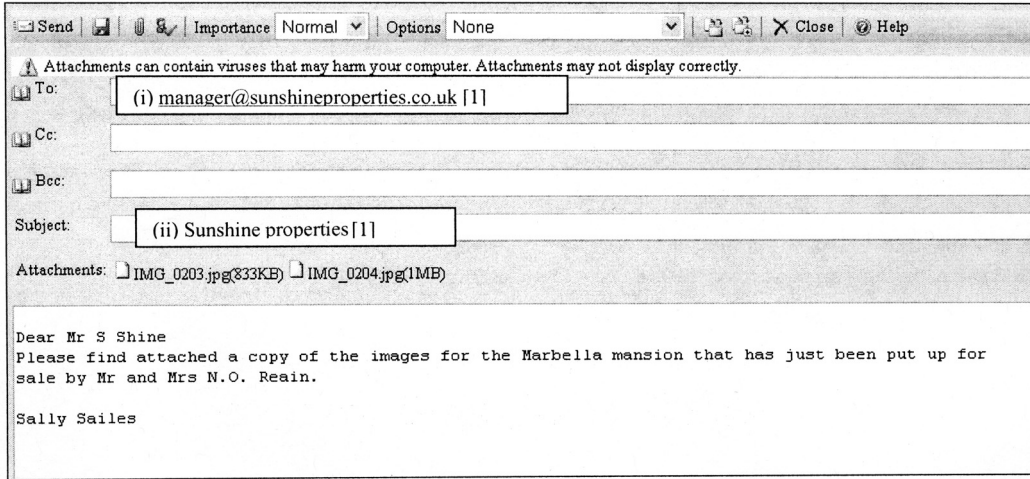 Send Importance Normal Options None Close Help
Attachments can contain viruses that may harm your computer. Attachments may not display correctly.
To: (i) manager@sunshineproperties.co.uk [1]
Cc:
Bcc:
Subject: (ii) Sunshine properties [1]
Attachments: IMG_0203.jpg(833KB) IMG_0204.jpg(1MB)
Dear Mr S Shine
Please find attached a copy of the images for the Marbella mansion that has just been put up for
sale by Mr and Mrs N.O. Reain.
Sally Sailes